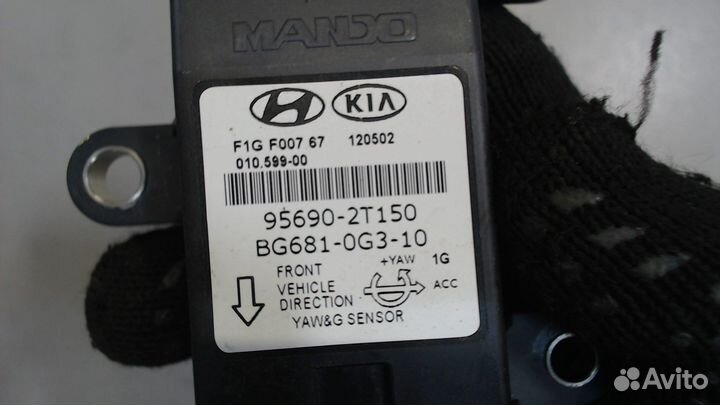 MANDO
KIA
F1G F007 67 120502
010.599-00
95690-2T150
BG681-0G3-10
FRONT
VEHICLE
DIRECTION
+YAW 1G
ACC
YAW&G SENSOR
Avito